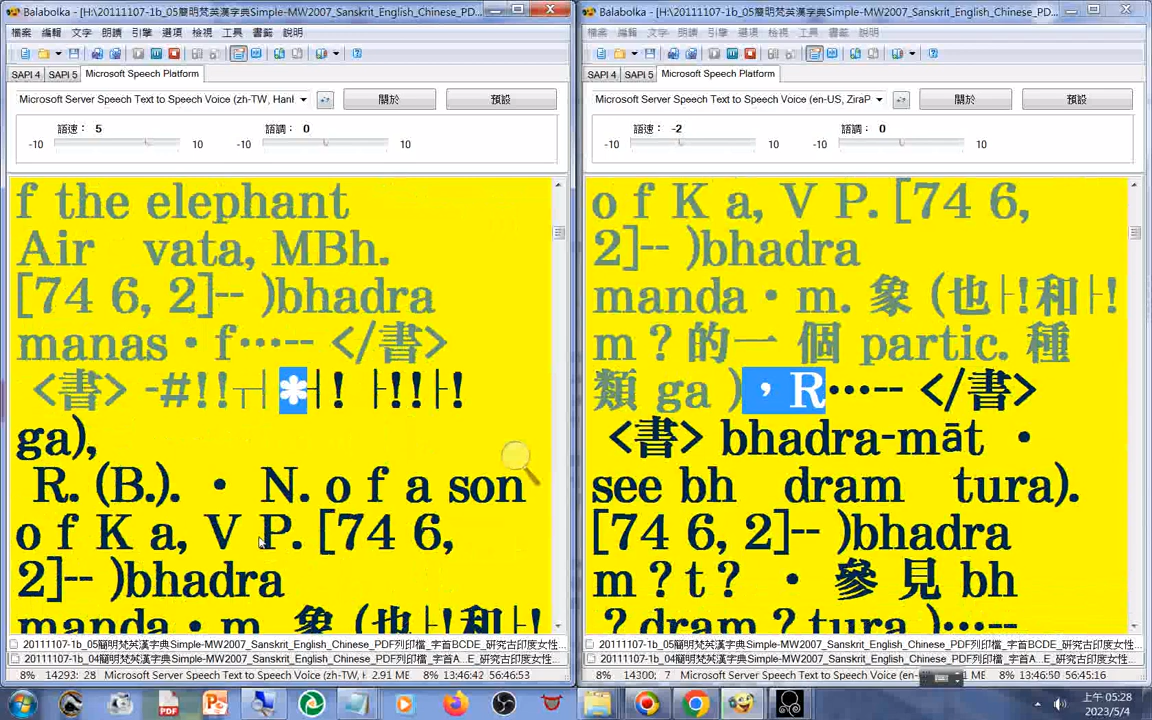 Balabolka - [H:\20111107-1b_05簡明梵英漢字典Simple-MW2007_Sanskrit_English_Chinese_PD...
檔案 編輯 文字 朗讀 引擎 選項 檢視 工具 書籤 說明
SAPI 4 SAPI 5 Microsoft Speech Platform
Microsoft Server Speech Text to Speech Voice (zh-TW, Hanl
關於 預設
語速： 5 語調： 0
-10 10 -10 10
f the elephant
Air vata, MBh.
[74 6, 2]-- )bhadra
manas • f…-- </書>
<書> -#!!┬┤*┤! ├!!├!
ga),
R. (B.). • N. o f a son
o f K a, V P. [74 6,
2]-- )bhadra
manda • m. 象 (也├!和├!
20111107-1b_05簡明梵英漢字典Simple-MW2007_Sanskrit_English_Chinese_PDF列印檔_字首BCDE_研究古印度女性...
20111107-1b_04簡明梵英漢字典Simple-MW2007_Sanskrit_English_Chinese_PDF列印檔_字首A...E_研究古印度女性...
8% 14293: 28 Microsoft Server Speech Text to Speech Voice (zh-TW, 2.91 ME 8% 13:46:42 56:46:53
Balabolka - [H:\20111107-1b_05簡明梵英漢字典Simple-MW2007_Sanskrit_English_Chinese_PD...
檔案 編輯 文字 朗讀 引擎 選項 檢視 工具 書籤 說明
SAPI 4 SAPI 5 Microsoft Speech Platform
Microsoft Server Speech Text to Speech Voice (en-US, ZiraP
關於 預設
語速： -2 語調： 0
-10 10 -10 10
o f K a, V P. [74 6,
2]-- )bhadra
manda • m. 象 (也├!和├!
m ? 的一 個 partic. 種
類 ga )，R…-- </書>
<書> bhadra-māt •
see bh dram tura).
[74 6, 2]-- )bhadra
m ? t ? • 參 見 bh
? dram ? tura )…--
20111107-1b_05簡明梵英漢字典Simple-MW2007_Sanskrit_English_Chinese_PDF列印檔_字首BCDE_研究古印度女性...
20111107-1b_04簡明梵英漢字典Simple-MW2007_Sanskrit_English_Chinese_PDF列印檔_字首A...E_研究古印度女性...
8% 14300: 7 Microsoft Server Speech Text to Speech Voice (en-U ME 8% 13:46:50 56:45:16
上午 05:28
2023/5/4